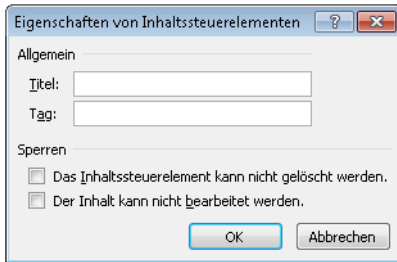 Eigenschaften von Inhaltssteuerelementen
Allgemein
Titel:
Tag:
Sperren
Das Inhaltssteuerelement kann nicht gelöscht werden.
Der Inhalt kann nicht bearbeitet werden.
OK Abbrechen